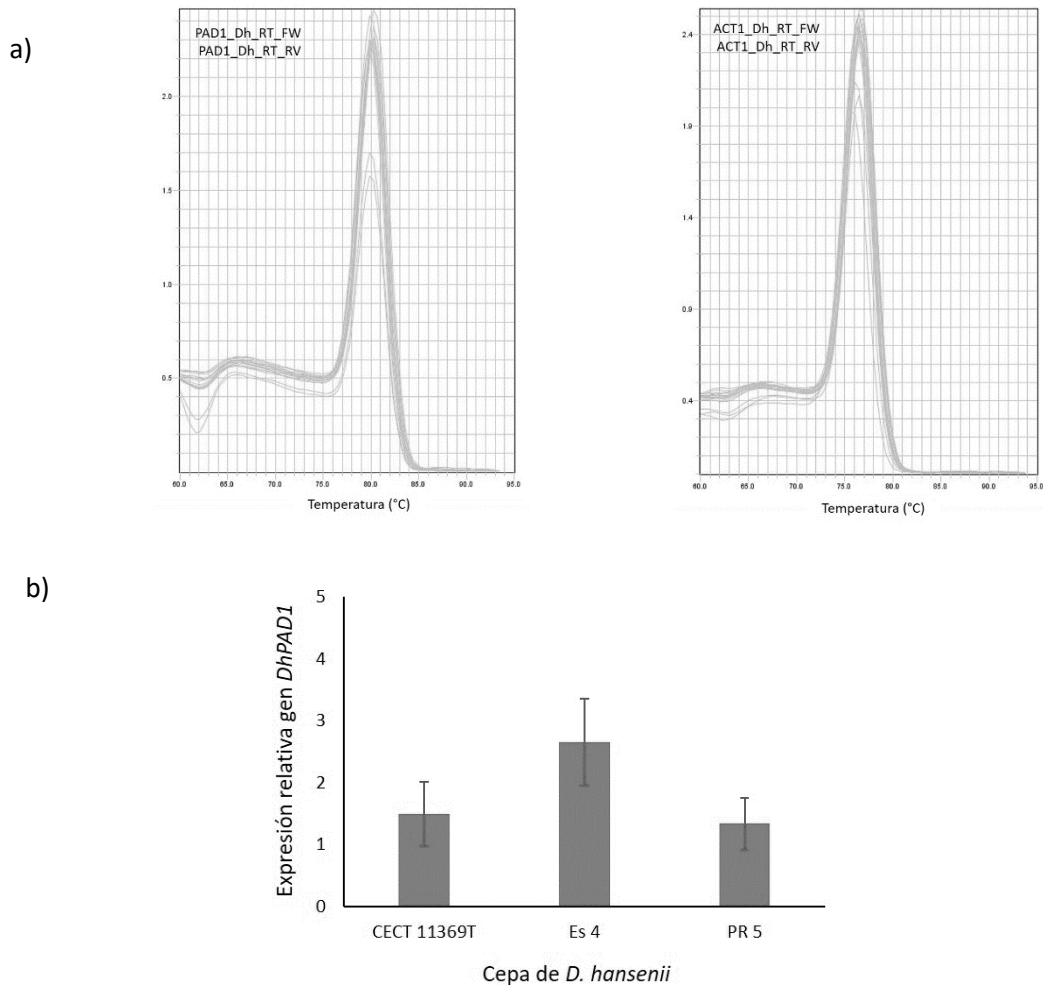 a)
PAD1_Dh_RT_FW
PAD1_Dh_RT_RV
2.0
1.5
1.0
0.5
60.0 65.0 70.0 75.0 80.0 85.0 90.0 95.0
Temperatura (°C)
ACT1_Dh_RT_FW
ACT1_Dh_RT_RV
2.4
1.9
1.4
0.9
0.4
60.0 65.0 70.0 75.0 80.0 85.0 90.0 95.0
Temperatura (°C)
b)
Expresión relativa gen DhPAD1
5
4
3
2
1
0
CECT 11369T Es 4 PR 5
Cepa de D. hansenii